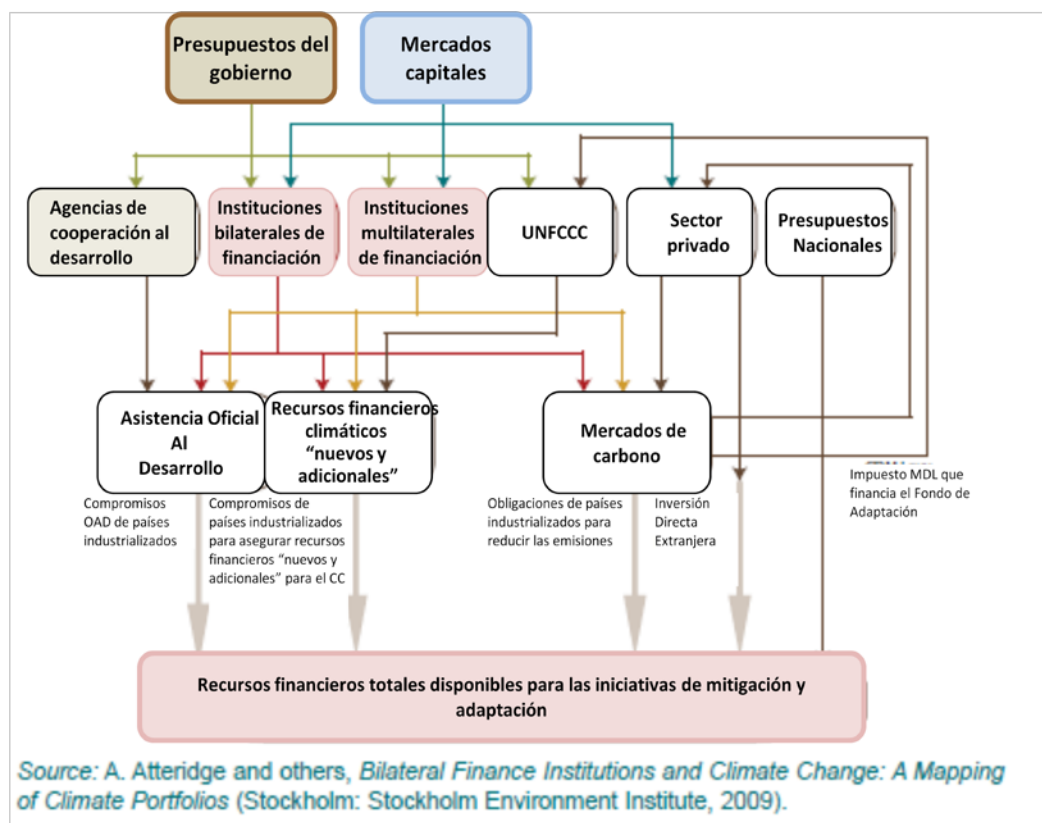 Presupuestos del
gobierno
Mercados
capitales
Agencias de
cooperación al
desarrollo
Instituciones
bilaterales de
financiación
Instituciones
multilaterales
de financiación
UNFCCC
Sector
privado
Presupuestos
Nacionales
Asistencia Oficial
Al
Desarrollo
Recursos financieros
climáticos
“nuevos y
adicionales”
Mercados de
carbono
Compromisos
OAD de países
industrializados
Compromisos de
países industrializados
para asegurar recursos
financieros “nuevos y
adicionales” para el CC
Obligaciones de países
industrializados para
reducir las emisiones
Inversión
Directa
Extranjera
Impuesto MDL que
financia el Fondo de
Adaptación
Recursos financieros totales disponibles para las iniciativas de mitigación y
adaptación
Source: A. Atteridge and others, Bilateral Finance Institutions and Climate Change: A Mapping
of Climate Portfolios (Stockholm: Stockholm Environment Institute, 2009).